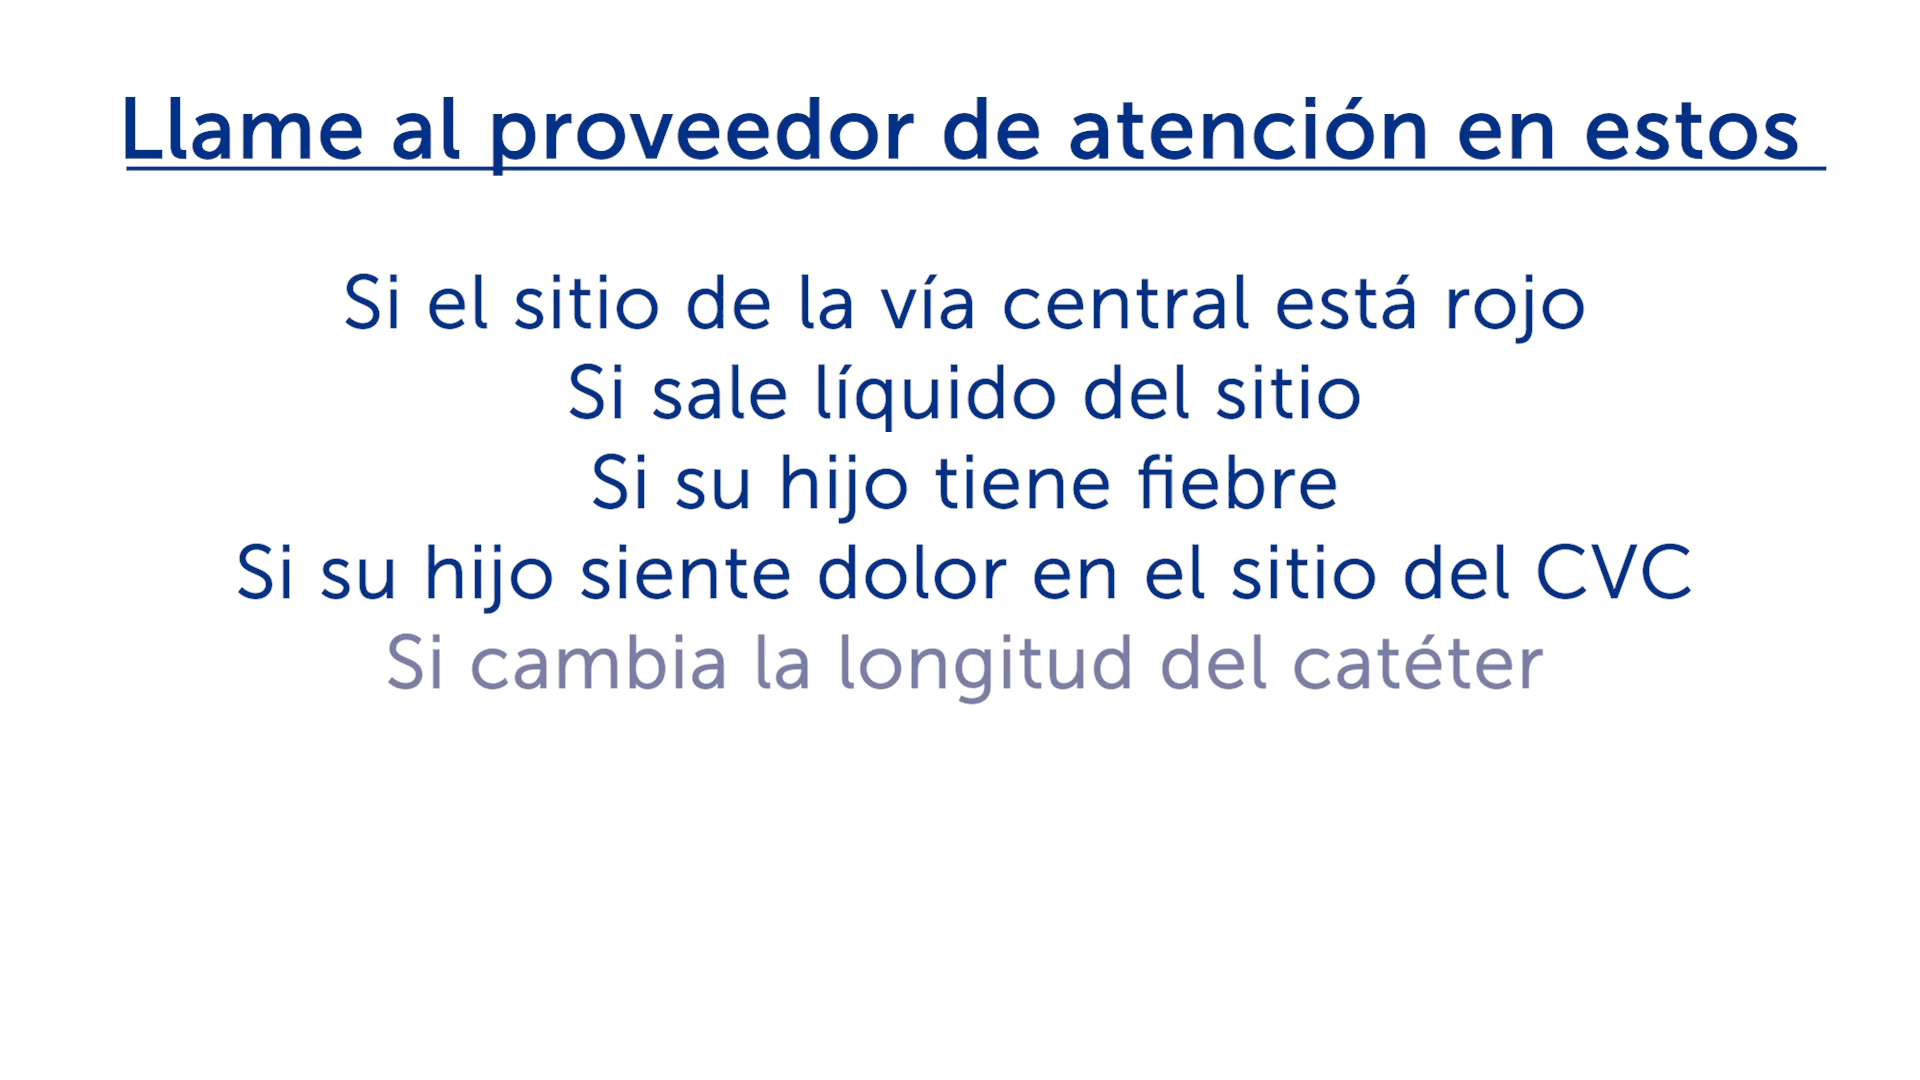 Llame al proveedor de atención en estos
Si el sitio de la vía central está rojo
Si sale líquido del sitio
Si su hijo tiene fiebre
Si su hijo siente dolor en el sitio del CVC
Si cambia la longitud del catéter